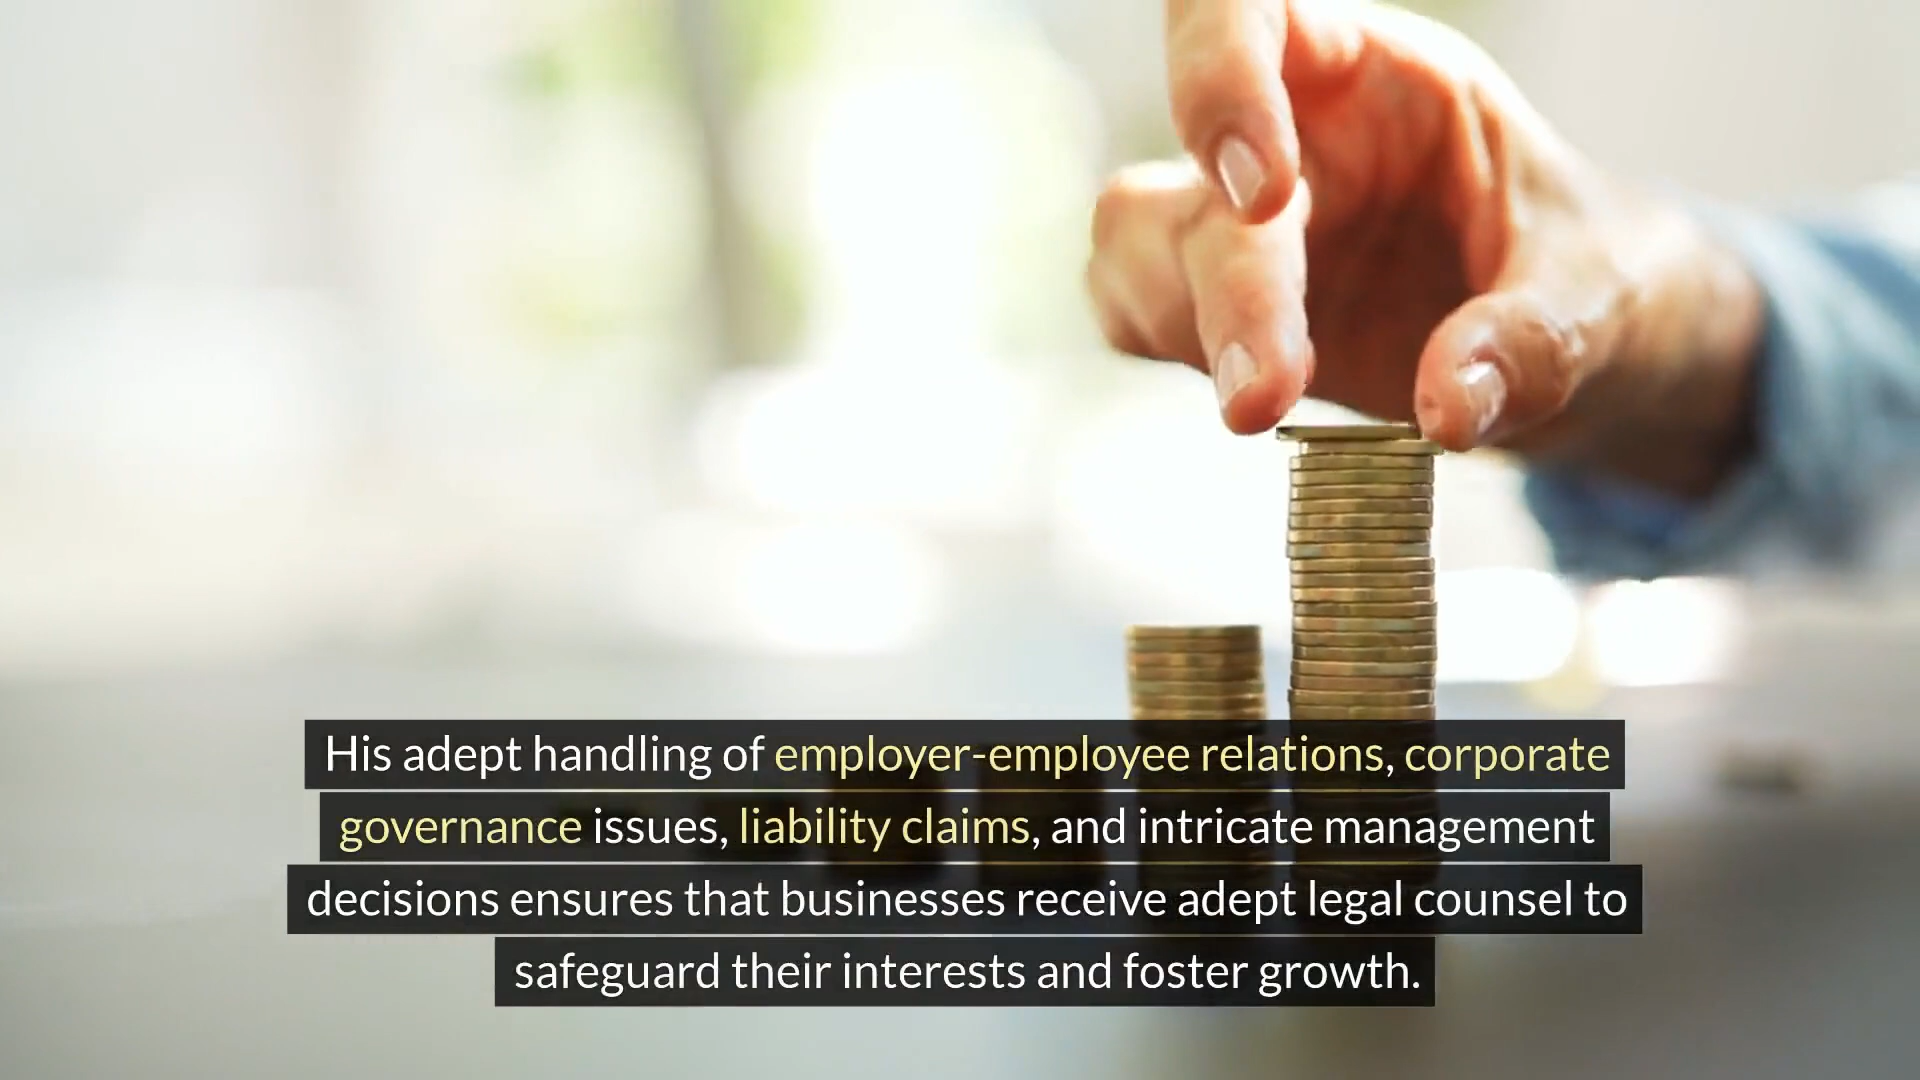 His adept handling of employer-employee relations, corporate
governance issues, liability claims, and intricate management
decisions ensures that businesses receive adept legal counsel to
safeguard their interests and foster growth.